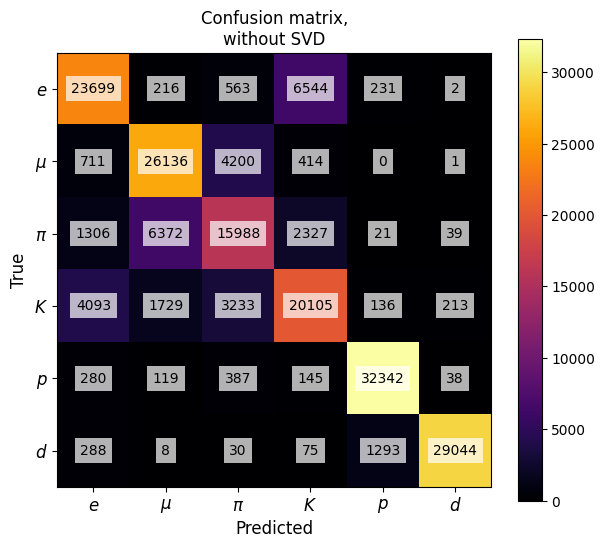 Confusion matrix,
without SVD
e 23699 216 563 6544 231 2
μ 711 26136 4200 414 0 1
π 1306 6372 15988 2327 21 39
K 4093 1729 3233 20105 136 213
p 280 119 387 145 32342 38
d 288 8 30 75 1293 29044
e μ π K p d
Predicted
True
30000
25000
20000
15000
10000
5000
0